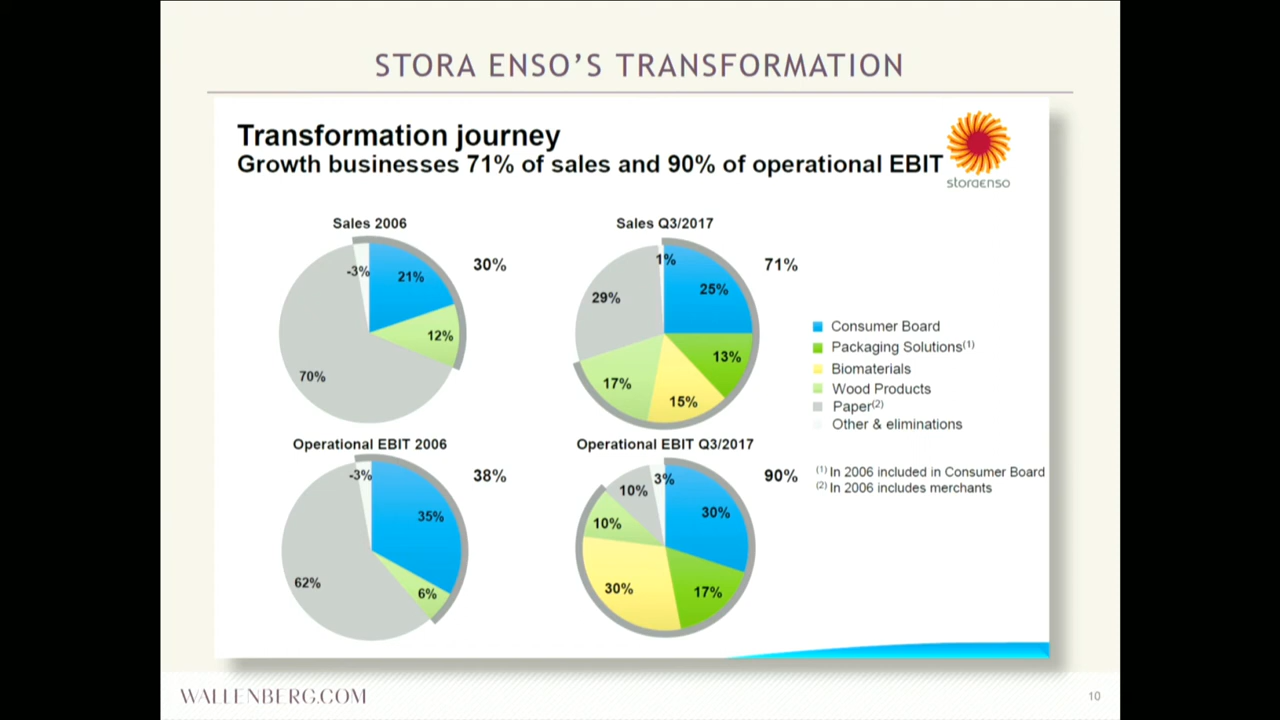 STORA ENSO'S TRANSFORMATION
Transformation journey
Growth businesses 71% of sales and 90% of operational EBIT
storaenso
Sales 2006
-3%
21%
12%
70%
30%
Sales Q3/2017
1%
25%
29%
13%
17%
15%
71%
Consumer Board
Packaging Solutions(1)
Biomaterials
Wood Products
Paper(2)
Other & eliminations
Operational EBIT 2006
-3%
35%
62%
6%
38%
Operational EBIT Q3/2017
3%
10%
30%
10%
30%
17%
90%
(1) In 2006 included in Consumer Board
(2) In 2006 includes merchants
WALLENBERG.COM
10